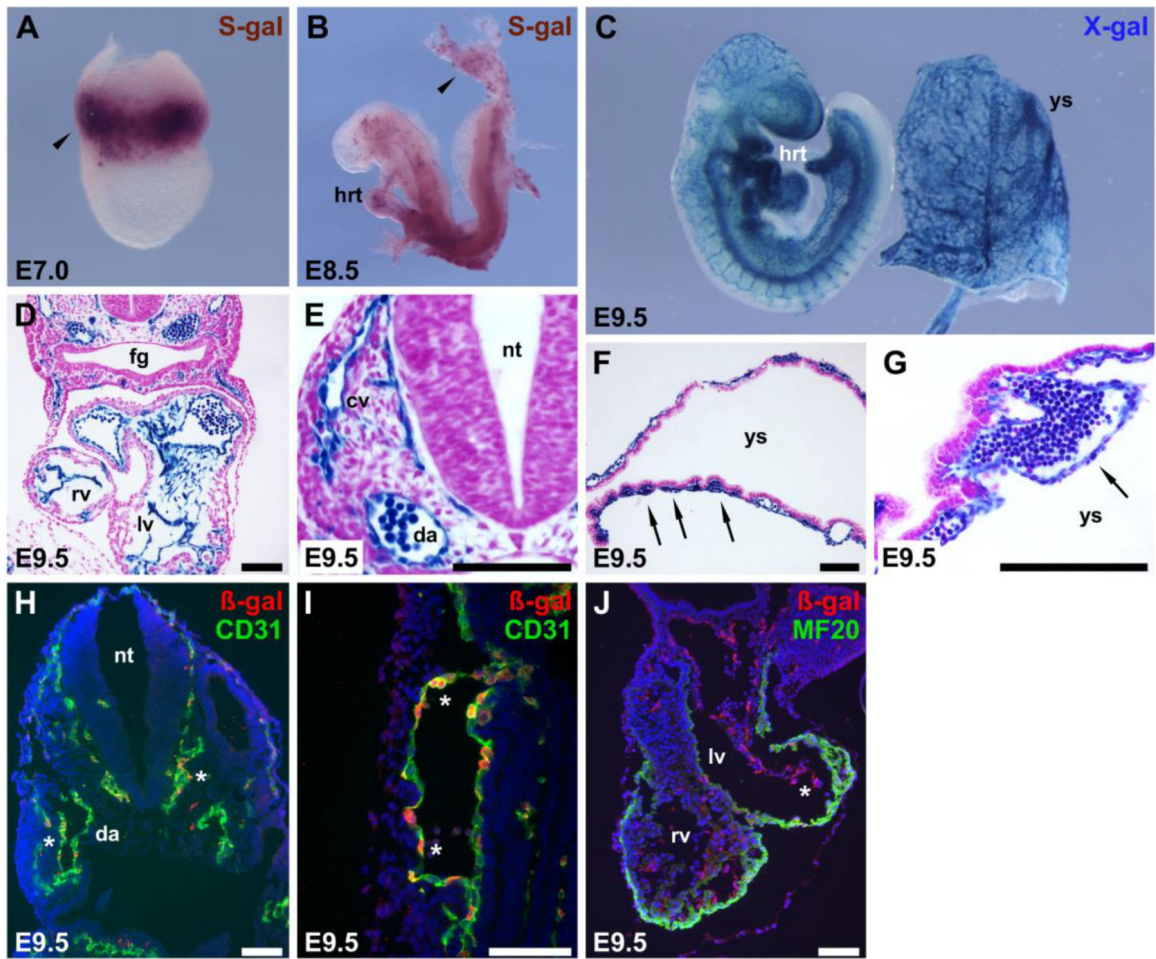 A
S-gal
E7.0
B
S-gal
hrt
E8.5
C
X-gal
hrt
ys
E9.5
D
fg
rv
lv
E9.5
E
nt
cv
da
E9.5
F
ys
E9.5
G
ys
E9.5
H
ß-gal
CD31
nt
*
*
da
E9.5
I
ß-gal
CD31
*
*
E9.5
J
ß-gal
MF20
lv
*
rv
E9.5